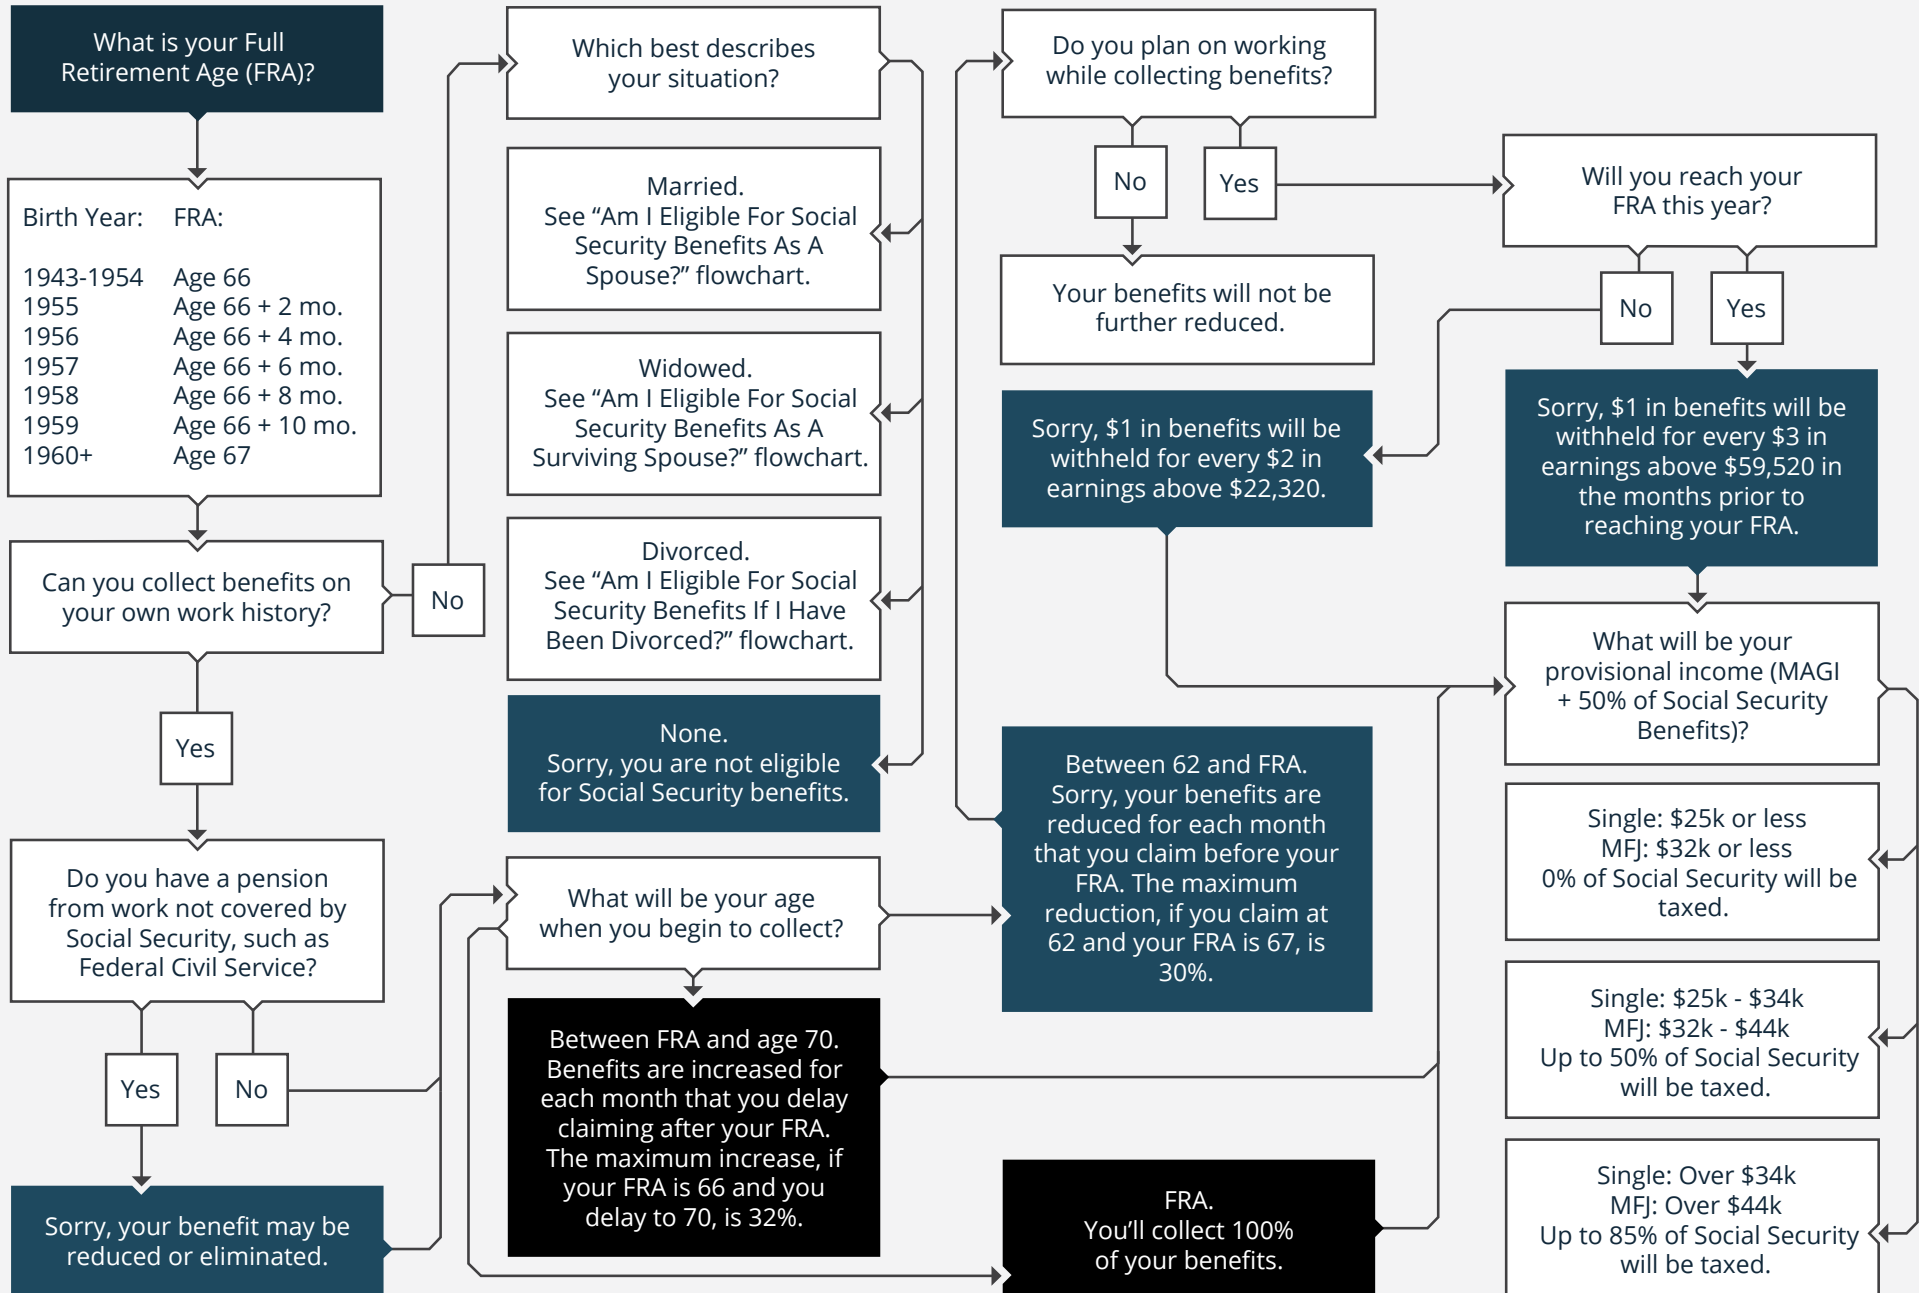 What is your Full
Retirement Age (FRA)?
Birth Year: FRA:
1943-1954 Age 66
1955 Age 66 + 2 mo.
1956 Age 66 + 4 mo.
1957 Age 66 + 6 mo.
1958 Age 66 + 8 mo.
1959 Age 66 + 10 mo.
1960+ Age 67
Can you collect benefits on
your own work history?
No
Yes
Do you have a pension
from work not covered by
Social Security, such as
Federal Civil Service?
Yes
No
Sorry, your benefit may be
reduced or eliminated.
Which best describes
your situation?
Married.
See “Am I Eligible For Social
Security Benefits As A
Spouse?” flowchart.
Widowed.
See “Am I Eligible For Social
Security Benefits As A
Surviving Spouse?” flowchart.
Divorced.
See “Am I Eligible For Social
Security Benefits If I Have
Been Divorced?” flowchart.
None.
Sorry, you are not eligible
for Social Security benefits.
What will be your age
when you begin to collect?
Between FRA and age 70.
Benefits are increased for
each month that you delay
claiming after your FRA.
The maximum increase, if
your FRA is 66 and you
delay to 70, is 32%.
Do you plan on working
while collecting benefits?
No
Yes
Your benefits will not be
further reduced.
Sorry, $1 in benefits will be
withheld for every $2 in
earnings above $22,320.
Between 62 and FRA.
Sorry, your benefits are
reduced for each month
that you claim before your
FRA. The maximum
reduction, if you claim at
62 and your FRA is 67, is
30%.
FRA.
You’ll collect 100%
of your benefits.
Will you reach your
FRA this year?
No
Yes
Sorry, $1 in benefits will be
withheld for every $3 in
earnings above $59,520 in
the months prior to
reaching your FRA.
What will be your
provisional income (MAGI
+ 50% of Social Security
Benefits)?
Single: $25k or less
MFJ: $32k or less
0% of Social Security will be
taxed.
Single: $25k - $34k
MFJ: $32k - $44k
Up to 50% of Social Security
will be taxed.
Single: Over $34k
MFJ: Over $44k
Up to 85% of Social Security
will be taxed.